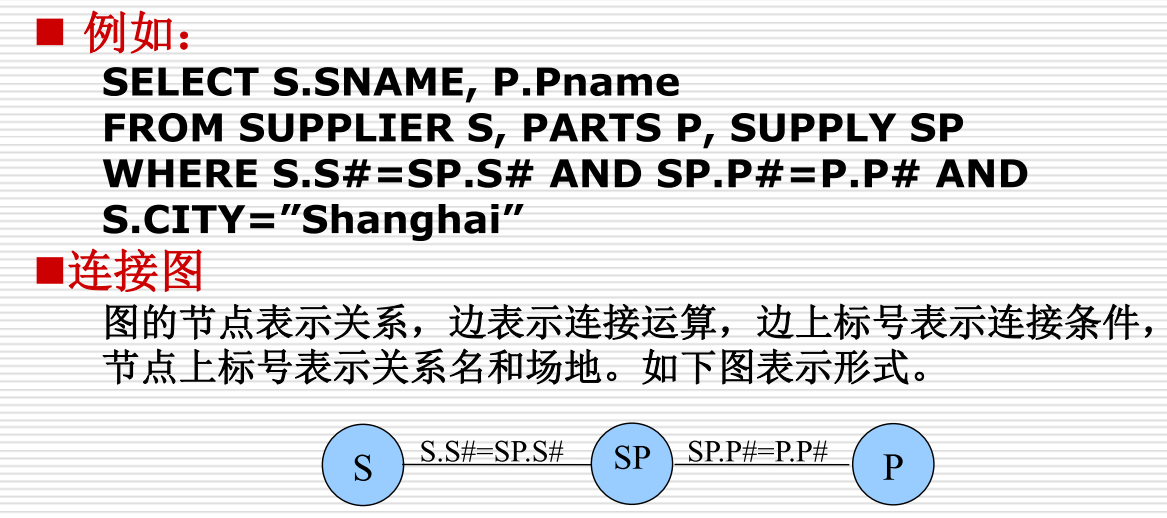 例如：
SELECT S.SNAME, P.Pname
FROM SUPPLIER S, PARTS P, SUPPLY SP
WHERE S.S#=SP.S# AND SP.P#=P.P# AND
S.CITY=”Shanghai”
连接图
图的节点表示关系，边表示连接运算，边上标号表示连接条件，
节点上标号表示关系名和场地。如下图表示形式。
S S.S#=SP.S# SP SP.P#=P.P# P